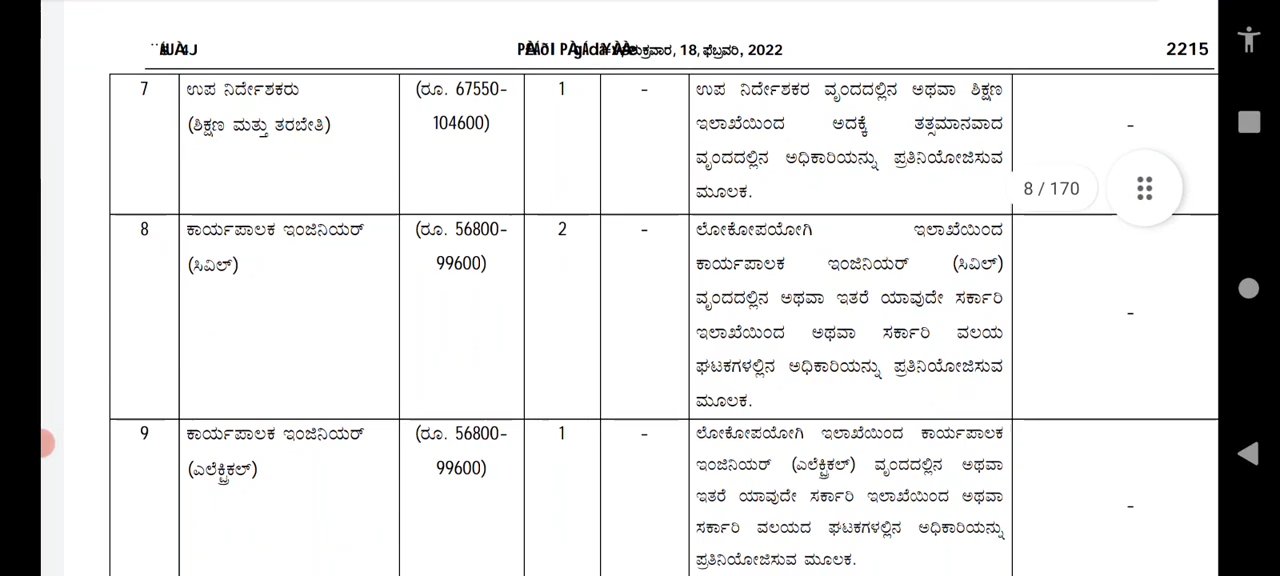 ಶುಕ್ರವಾರ, 18, ಫೆಬ್ರವರಿ, 2022
2215
7
ಉಪ ನಿರ್ದೇಶಕರು
(ಶಿಕ್ಷಣ ಮತ್ತು ತರಬೇತಿ)
(ರೂ. 67550-
104600)
1
-
ಉಪ ನಿರ್ದೇಶಕರ ವೃಂದದಲ್ಲಿನ ಅಥವಾ ಶಿಕ್ಷಣ
ಇಲಾಖೆಯಿಂದ ಅದಕ್ಕೆ ತತ್ಸಮಾನವಾದ
ವೃಂದದಲ್ಲಿನ ಅಧಿಕಾರಿಯನ್ನು ಪ್ರತಿನಿಯೋಜಿಸುವ
ಮೂಲಕ.
-
8 / 170
8
ಕಾರ್ಯಪಾಲಕ ಇಂಜಿನಿಯರ್
(ಸಿವಿಲ್)
(ರೂ. 56800-
99600)
2
-
ಲೋಕೋಪಯೋಗಿ ಇಲಾಖೆಯಿಂದ
ಕಾರ್ಯಪಾಲಕ ಇಂಜಿನಿಯರ್ (ಸಿವಿಲ್)
ವೃಂದದಲ್ಲಿನ ಅಥವಾ ಇತರೆ ಯಾವುದೇ ಸರ್ಕಾರಿ
ಇಲಾಖೆಯಿಂದ ಅಥವಾ ಸರ್ಕಾರಿ ವಲಯ
ಘಟಕಗಳಲ್ಲಿನ ಅಧಿಕಾರಿಯನ್ನು ಪ್ರತಿನಿಯೋಜಿಸುವ
ಮೂಲಕ.
-
9
ಕಾರ್ಯಪಾಲಕ ಇಂಜಿನಿಯರ್
(ಎಲೆಕ್ಟ್ರಿಕಲ್)
(ರೂ. 56800-
99600)
1
-
ಲೋಕೋಪಯೋಗಿ ಇಲಾಖೆಯಿಂದ ಕಾರ್ಯಪಾಲಕ
ಇಂಜಿನಿಯರ್ (ಎಲೆಕ್ಟ್ರಿಕಲ್) ವೃಂದದಲ್ಲಿನ ಅಥವಾ
ಇತರೆ ಯಾವುದೇ ಸರ್ಕಾರಿ ಇಲಾಖೆಯಿಂದ ಅಥವಾ
ಸರ್ಕಾರಿ ವಲಯದ ಘಟಕಗಳಲ್ಲಿನ ಅಧಿಕಾರಿಯನ್ನು
ಪ್ರತಿನಿಯೋಜಿಸುವ ಮೂಲಕ.
-